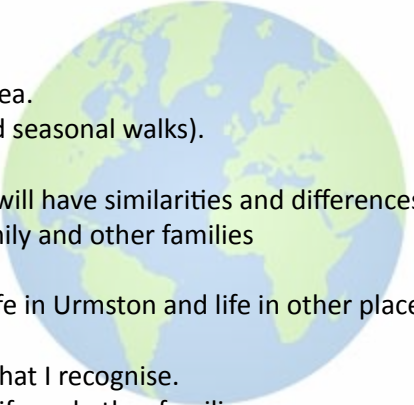 ea.
d seasonal walks).
will have similarities and differences
nily and other families
fe in Urmston and life in other place
hat I recognise.